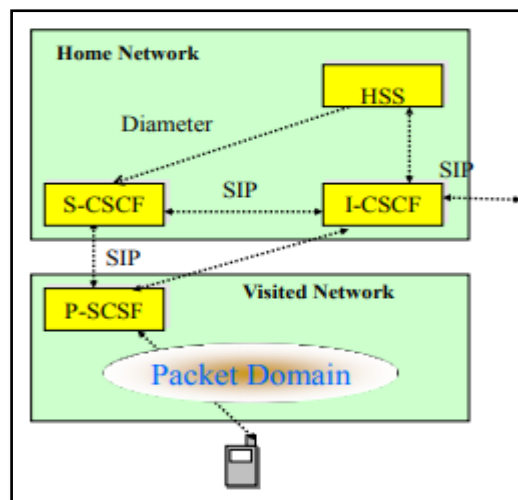 Home Network
HSS
Diameter
SIP
SIP
S-CSCF
I-CSCF
SIP
P-SCSF
Visited Network
Packet Domain